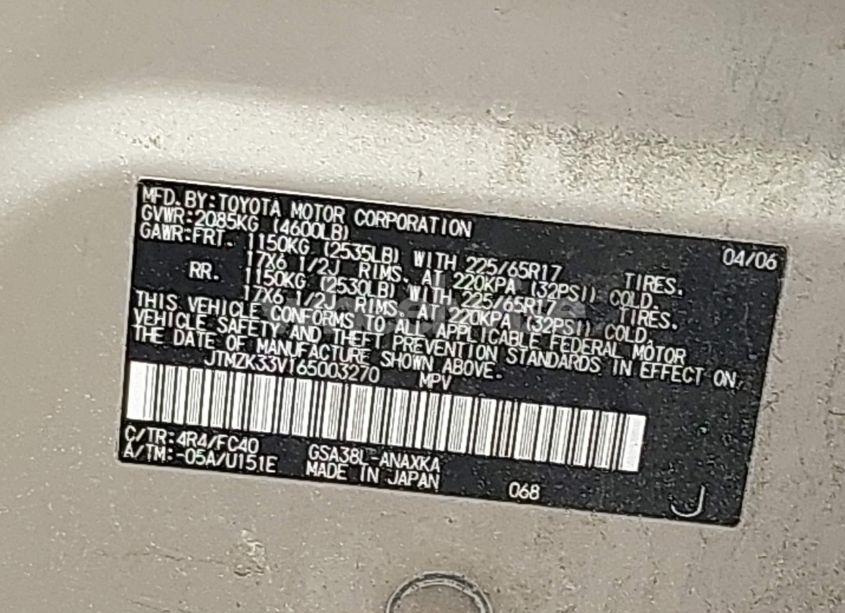 MFD. BY: TOYOTA MOTOR CORPORATION 04/06
GVWR: 2085KG (4600LB)
GAWR: FRT. 1150KG (2535LB) WITH 225/65R17 TIRES.
17X6 1/2J RIMS. AT 220KPA (32PSI) COLD.
RR. 1150KG (2530LB) WITH 225/65R17 TIRES.
17X6 1/2J RIMS. AT 220KPA (32PSI) COLD.
THIS VEHICLE CONFORMS TO ALL APPLICABLE FEDERAL MOTOR
VEHICLE SAFETY AND THEFT PREVENTION STANDARDS IN EFFECT ON
THE DATE OF MANUFACTURE SHOWN ABOVE.
JTMZK33V165003270 MPV
C/TR: 4R4/FC40 GSA38L-ANAXKA
A/TM: -05A/U151E MADE IN JAPAN 068 J